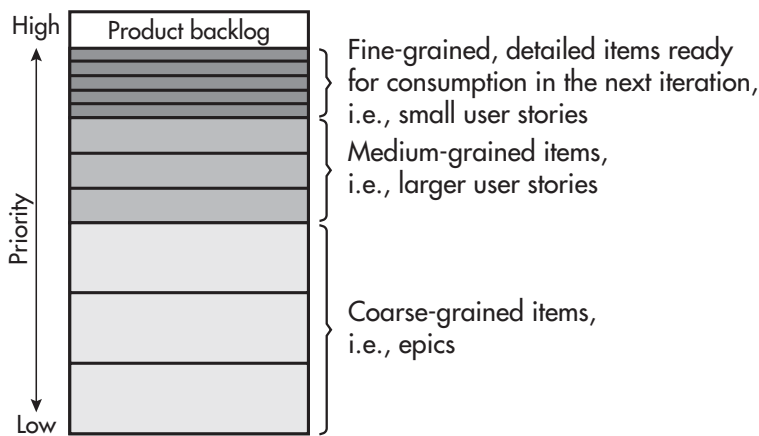 High
Product backlog
Fine-grained, detailed items ready
for consumption in the next iteration,
i.e., small user stories
Medium-grained items,
i.e., larger user stories
Priority
Coarse-grained items,
i.e., epics
Low